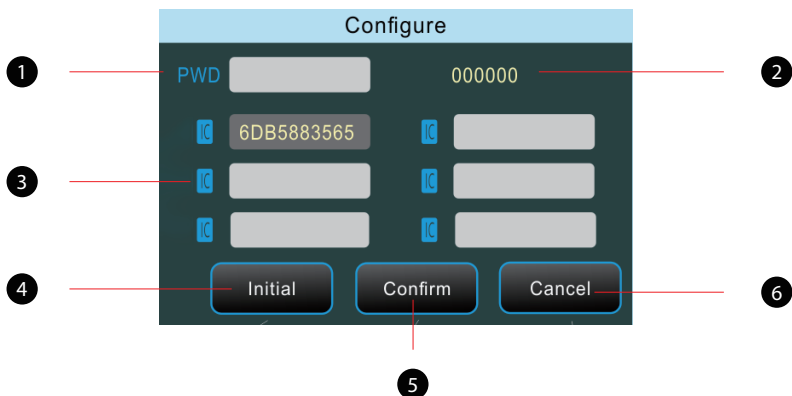 Configure
1 PWD 000000 2
IC 6DB5883565 IC
3 IC IC
IC IC
4 Initial Confirm Cancel 6
5